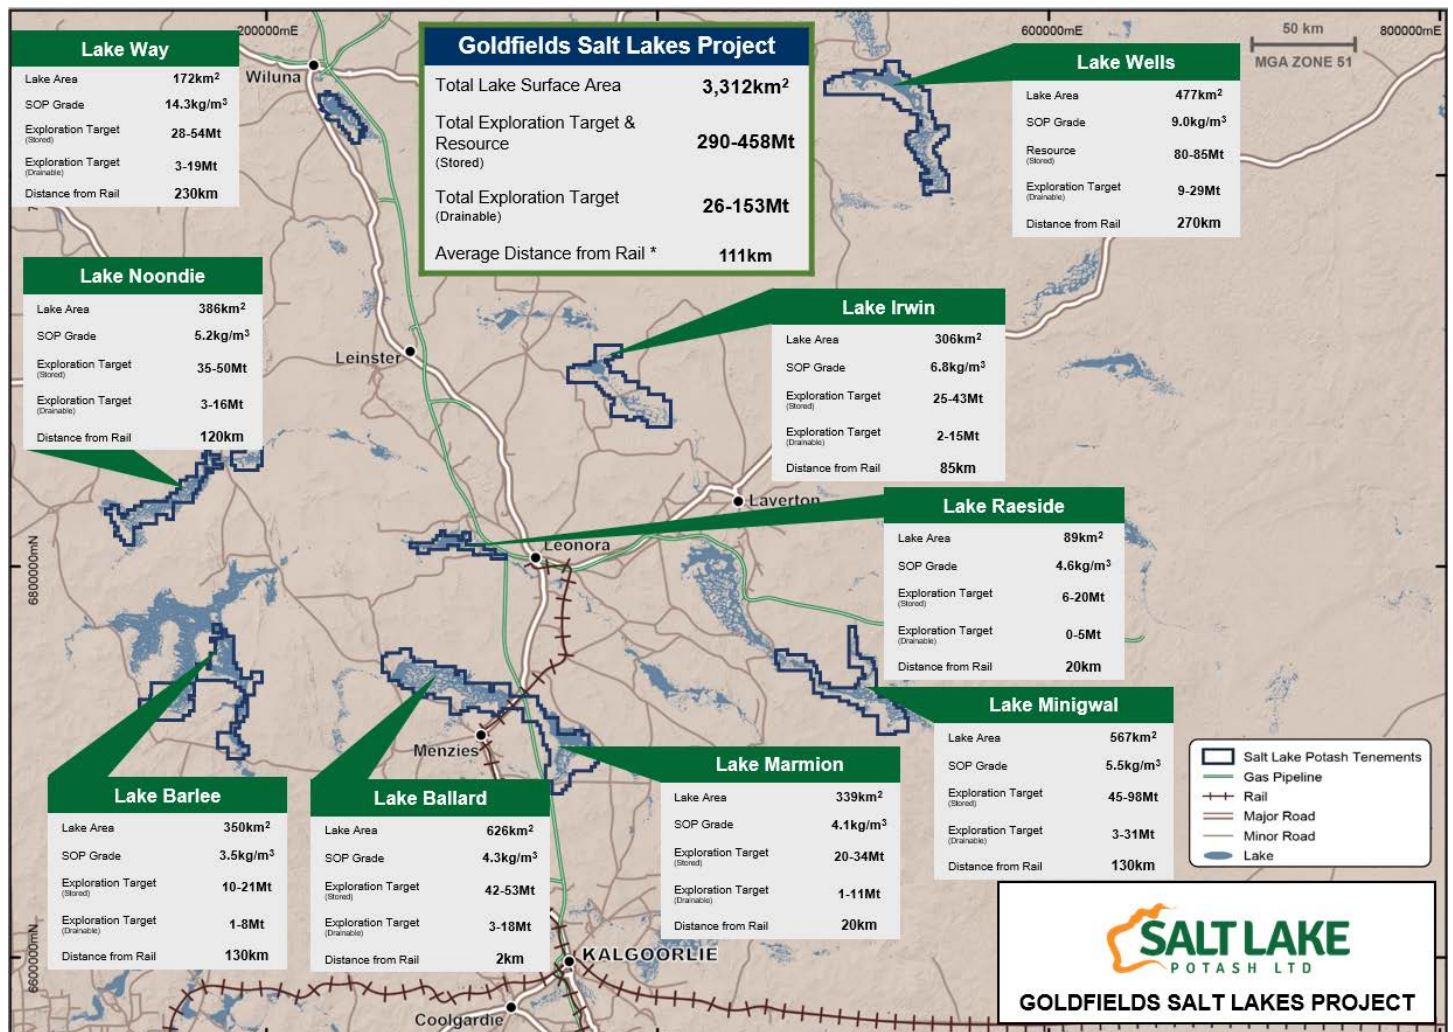 200000mE
600000mE
50 km
800000mE
MGA ZONE 51
Lake Way
Lake Area 172km²
SOP Grade 14.3kg/m³
Exploration Target 28-54Mt
(Stored)
Exploration Target 3-19Mt
(Drainable)
Distance from Rail 230km
Wiluna
Goldfields Salt Lakes Project
Total Lake Surface Area 3,312km²
Total Exploration Target &
Resource 290-458Mt
(Stored)
Total Exploration Target 26-153Mt
(Drainable)
Average Distance from Rail * 111km
Lake Wells
Lake Area 477km²
SOP Grade 9.0kg/m³
Resource 80-85Mt
(Stored)
Exploration Target 9-29Mt
(Drainable)
Distance from Rail 270km
Lake Noondie
Lake Area 386km²
SOP Grade 5.2kg/m³
Exploration Target 35-50Mt
(Stored)
Exploration Target 3-16Mt
(Drainable)
Distance from Rail 120km
Leinster
Lake Irwin
Lake Area 306km²
SOP Grade 6.8kg/m³
Exploration Target 25-43Mt
(Stored)
Exploration Target 2-15Mt
(Drainable)
Distance from Rail 85km
Laverton
Leonora
6800000mN
Lake Raeside
Lake Area 89km²
SOP Grade 4.6kg/m³
Exploration Target 6-20Mt
(Stored)
Exploration Target 0-5Mt
(Drainable)
Distance from Rail 20km
Lake Minigwal
Lake Area 567km²
SOP Grade 5.5kg/m³
Exploration Target 45-98Mt
(Stored)
Exploration Target 3-31Mt
(Drainable)
Distance from Rail 130km
Menzies
Lake Barlee
Lake Area 350km²
SOP Grade 3.5kg/m³
Exploration Target 10-21Mt
(Stored)
Exploration Target 1-8Mt
(Drainable)
Distance from Rail 130km
Lake Ballard
Lake Area 626km²
SOP Grade 4.3kg/m³
Exploration Target 42-53Mt
(Stored)
Exploration Target 3-18Mt
(Drainable)
Distance from Rail 2km
Lake Marmion
Lake Area 339km²
SOP Grade 4.1kg/m³
Exploration Target 20-34Mt
(Stored)
Exploration Target 1-11Mt
(Drainable)
Distance from Rail 20km
Salt Lake Potash Tenements
Gas Pipeline
Rail
Major Road
Minor Road
Lake
6600000mN
KALGOORLIE
Coolgardie
SALT LAKE
POTASH LTD
GOLDFIELDS SALT LAKES PROJECT